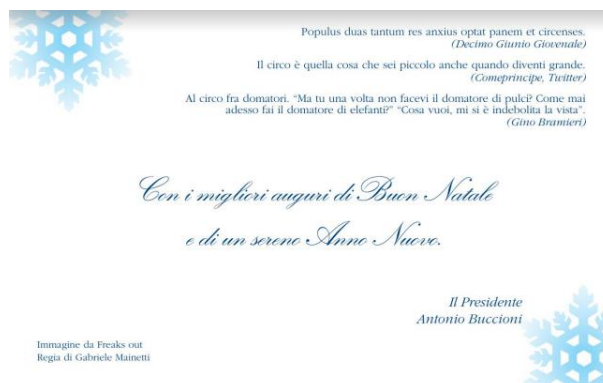 Populus duas tantum res anxius optat panem et circenses.
(Decimo Giunio Giovenale)
Il circo è quella cosa che sei piccolo anche quando diventi grande.
(Comeprincipe, Twitter)
Al circo fra domatori. “Ma tu una volta non facevi il domatore di pulci? Come mai
adesso fai il domatore di elefanti?” “Cosa vuoi, mi si è indebolita la vista”.
(Gino Bramieri)
Con i migliori auguri di Buon Natale
e di un sereno Anno Nuovo.
Il Presidente
Antonio Buccioni
Immagine da Freaks out
Regia di Gabriele Mainetti